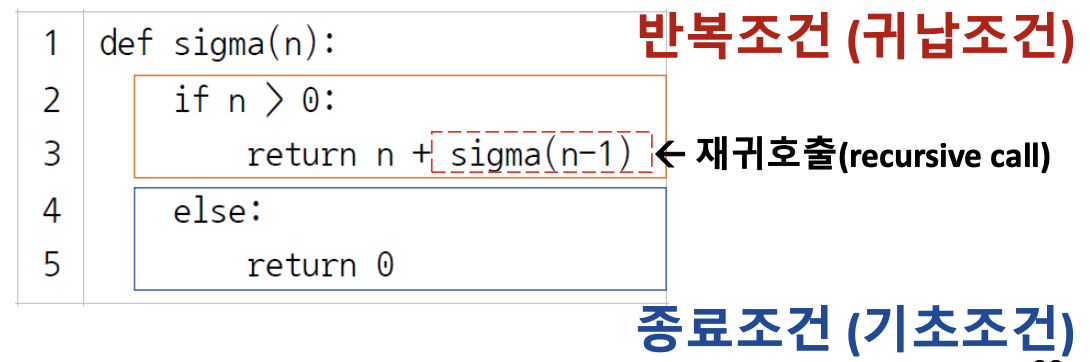 반복조건 (귀납조건)
1 def sigma(n):
2 if n > 0:
3 return n + sigma(n-1) ← 재귀호출(recursive call)
4 else:
5 return 0
종료조건 (기초조건)